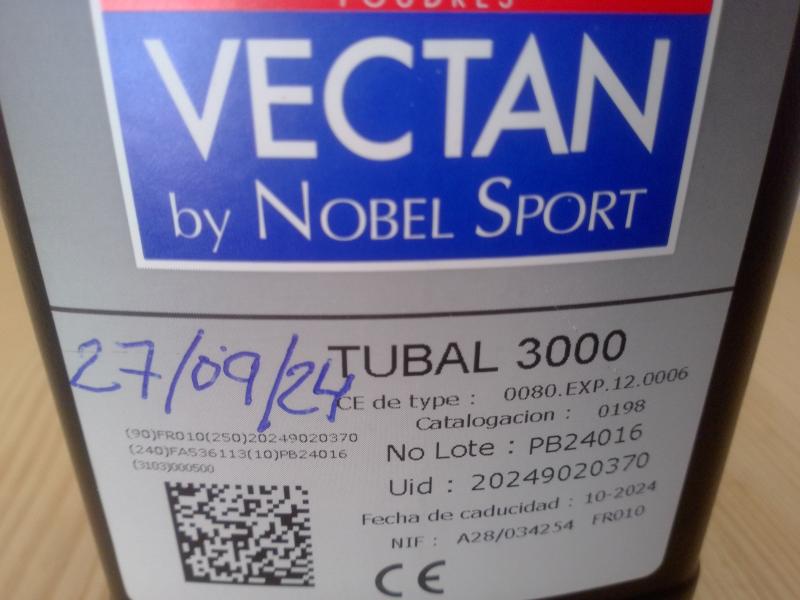 POUDRES
VECTAN
by NOBEL SPORT
27/09/24
TUBAL 3000
CE de type : 0080.EXP.12.0006
Catalogacion : 0198
(90)FR010(250)20249020370
(240)FA536113(10)PB24016
(3103)000500
No Lote : PB24016
Uid : 20249020370
Fecha de caducidad : 10-2024
NIF : A28/034254 FR010
CE